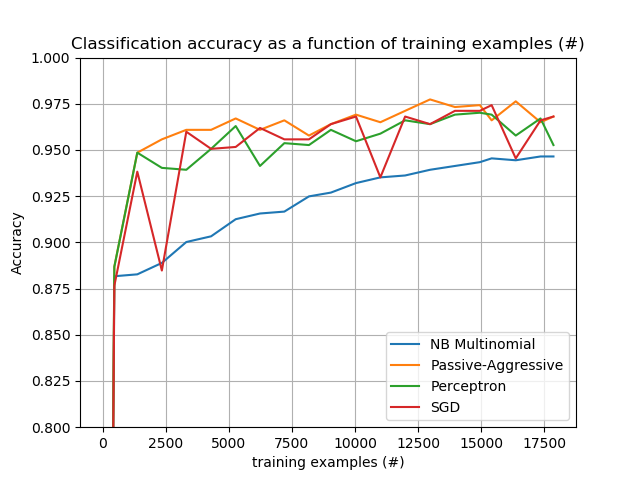 Classification accuracy as a function of training examples (#)
1.000
0.975
0.950
0.925
0.900
0.875
0.850
0.825
0.800
Accuracy
NB Multinomial
Passive-Aggressive
Perceptron
SGD
0 2500 5000 7500 10000 12500 15000 17500
training examples (#)